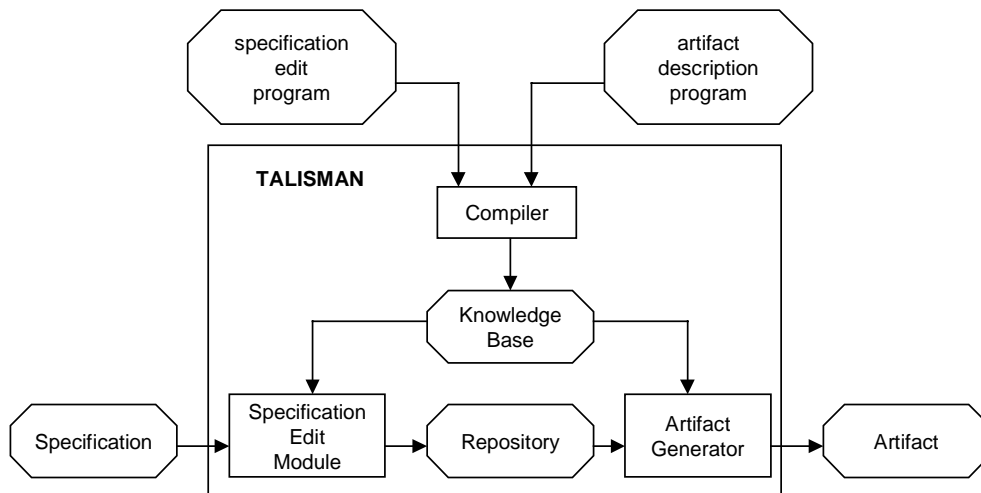 specification
edit
program
artifact
description
program
TALISMAN
Compiler
Knowledge
Base
Specification
Specification
Edit
Module
Repository
Artifact
Generator
Artifact